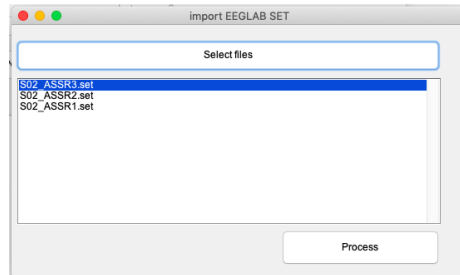 import EEGLAB SET
Select files
S02_ASSR3.set
S02_ASSR2.set
S02_ASSR1.set
Process